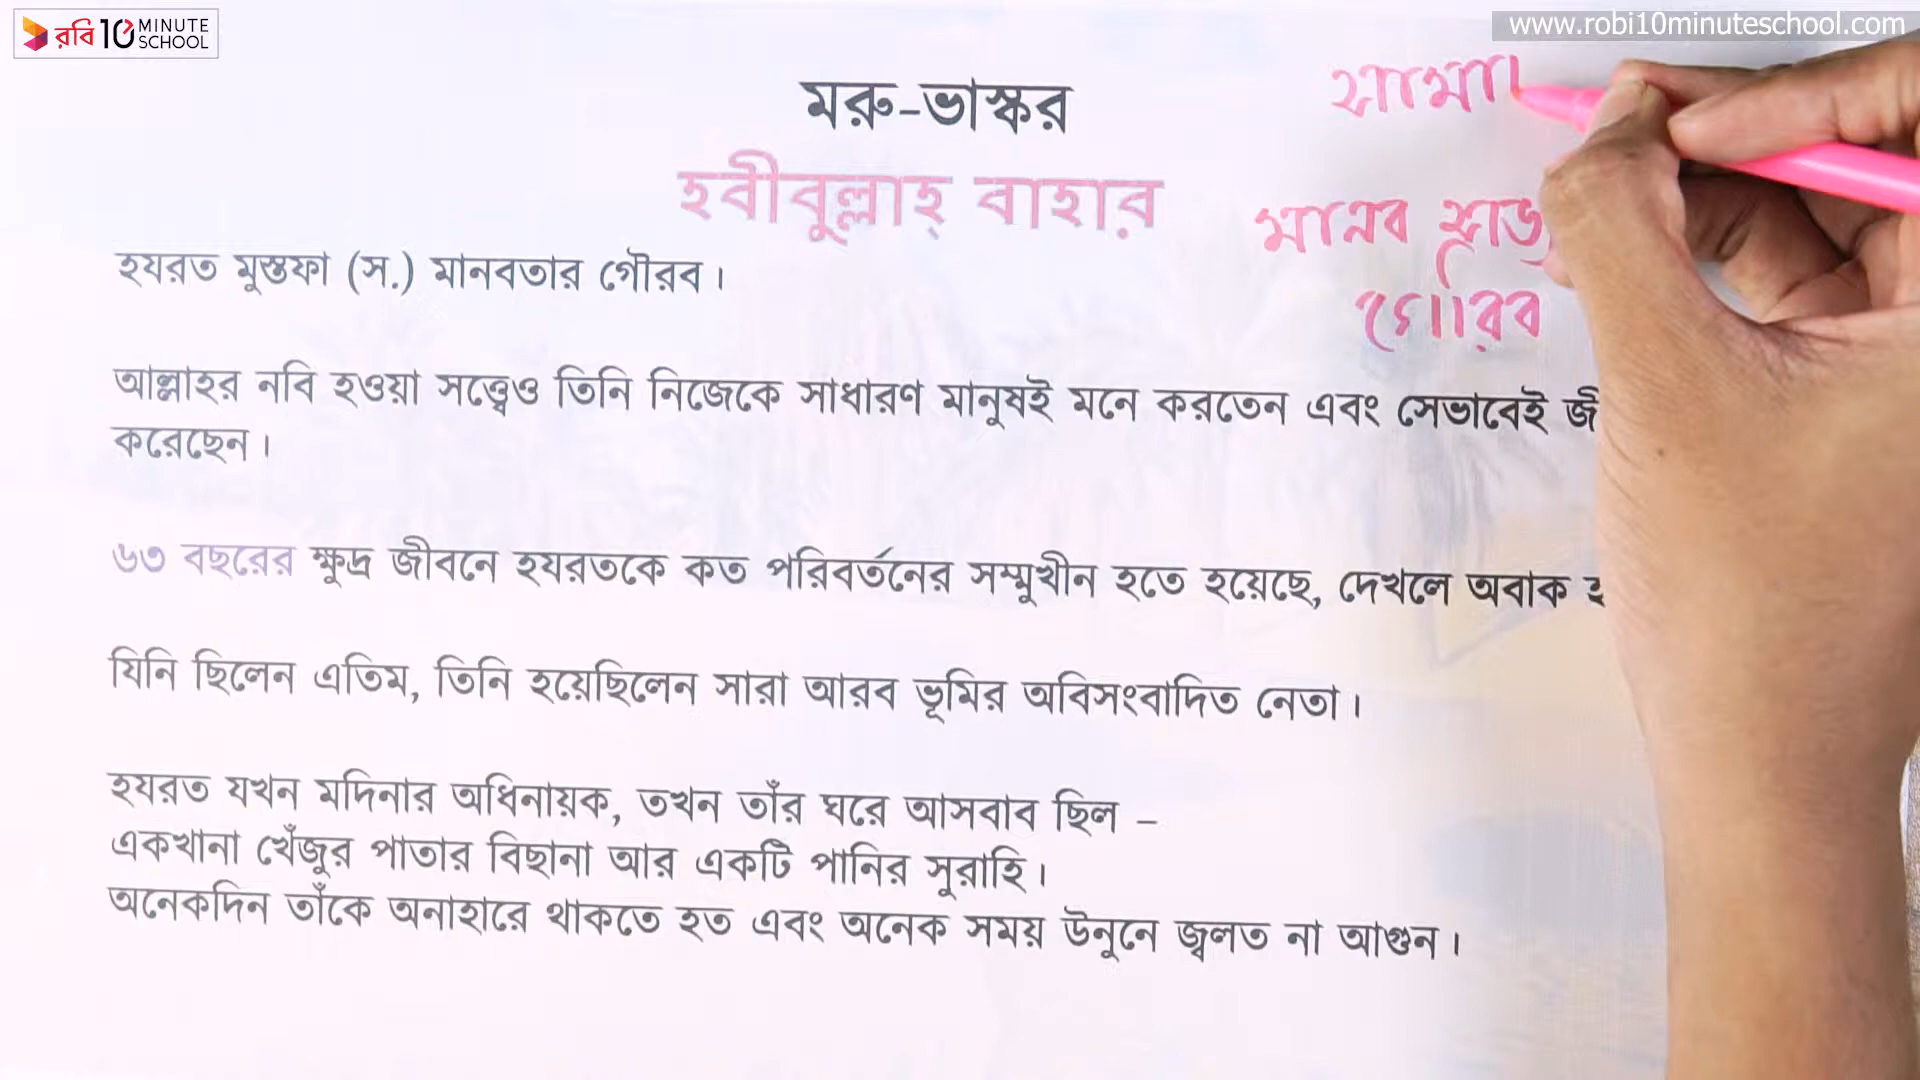 রবি 10 MINUTE SCHOOL
www.robi10minuteschool.com
মরু-ভাস্কর
হবীবুল্লাহ্ বাহার
মানব
গৌরব
হযরত মুস্তফা (স.) মানবতার গৌরব।
আল্লাহর নবি হওয়া সত্ত্বেও তিনি নিজেকে সাধারণ মানুষই মনে করতেন এবং সেভাবেই
করেছেন।
৬৩ বছরের ক্ষুদ্র জীবনে হযরতকে কত পরিবর্তনের সম্মুখীন হতে হয়েছে, দেখলে অবাক
যিনি ছিলেন এতিম, তিনি হয়েছিলেন সারা আরব ভূমির অবিসংবাদিত নেতা।
হযরত যখন মদিনার অধিনায়ক, তখন তাঁর ঘরে আসবাব ছিল –
একখানা খেঁজুর পাতার বিছানা আর একটি পানির সুরাহি।
অনেকদিন তাঁকে অনাহারে থাকতে হত এবং অনেক সময় উনুনে জ্বলত না আগুন।